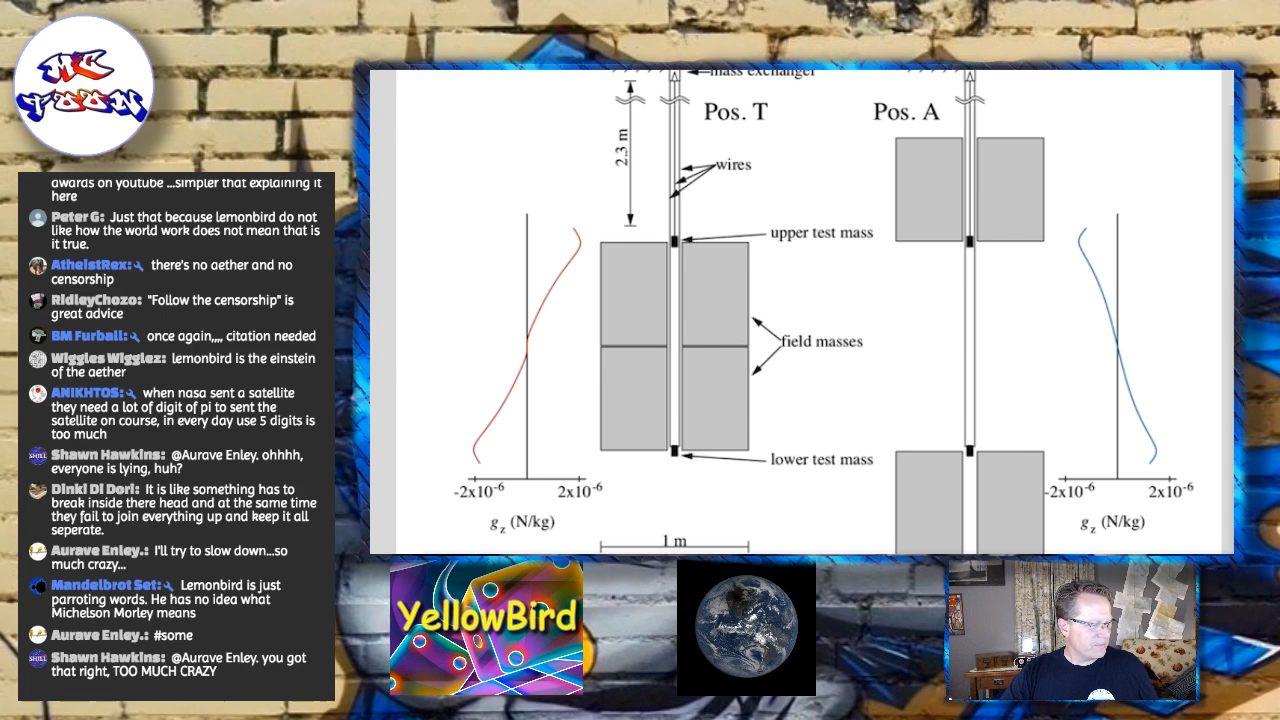 MC
TOON
awards on youtube ...simpler that explaining it
here
Peter G: Just that because lemonbird do not
like how the world work does not mean that is
it true.
AtheistRex: there's no aether and no
censorship
RidleyChozo: "Follow the censorship" is
great advice
BM Furball: once again,,,, citation needed
Wiggles Wigglez: lemonbird is the einstein
of the aether
ANIKHTOS: when nasa sent a satellite
they need a lot of digit of pi to sent the
satellite on course, in every day use 5 digits is
too much
Shawn Hawkins: @Aurave Enley. ohhhh,
everyone is lying, huh?
Dinki Di Dori: It is like something has to
break inside there head and at the same time
they fail to join everything up and keep it all
seperate.
Aurave Enley.: I'll try to slow down...so
much crazy...
Mandelbrot Set: Lemonbird is just
parroting words. He has no idea what
Michelson Morley means
Aurave Enley.: #some
Shawn Hawkins: @Aurave Enley. you got
that right, TOO MUCH CRAZY
mass exchanger
Pos. T
Pos. A
2.3 m
wires
upper test mass
field masses
lower test mass
-2x10⁻⁶ 2x10⁻⁶
g_z (N/kg)
1 m
-2x10⁻⁶ 2x10⁻⁶
g_z (N/kg)
YellowBird